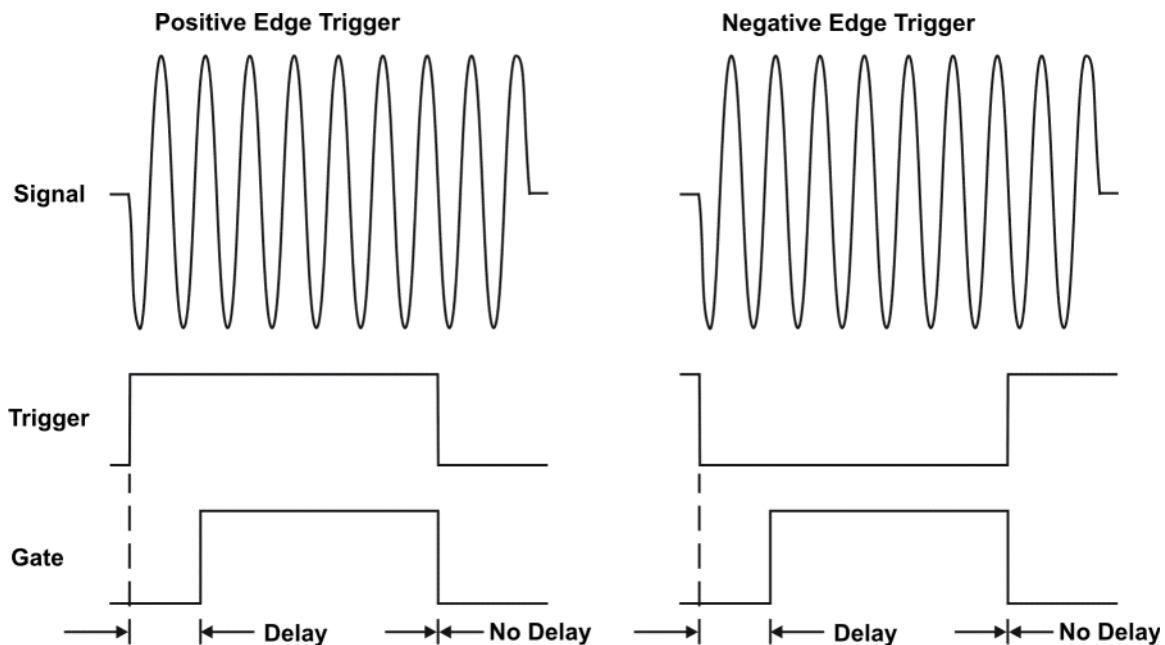 Positive Edge Trigger
Negative Edge Trigger
Signal
Trigger
Gate
Delay
No Delay
Delay
No Delay